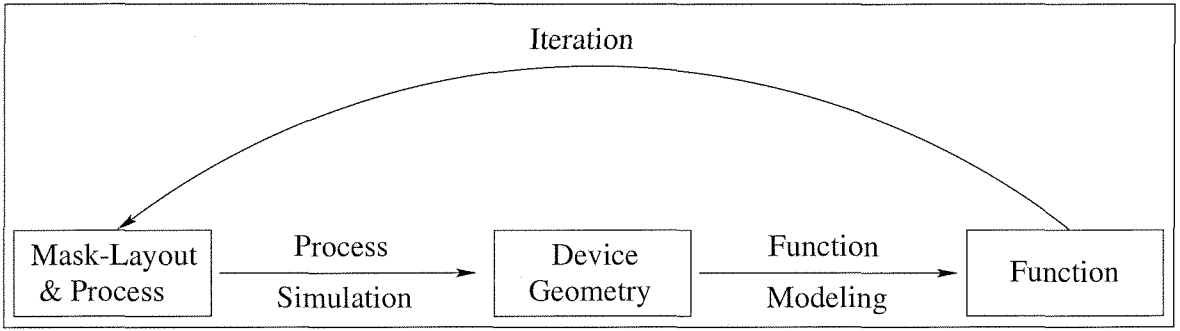 Iteration
Mask-Layout
& Process
Process
Simulation
Device
Geometry
Function
Modeling
Function